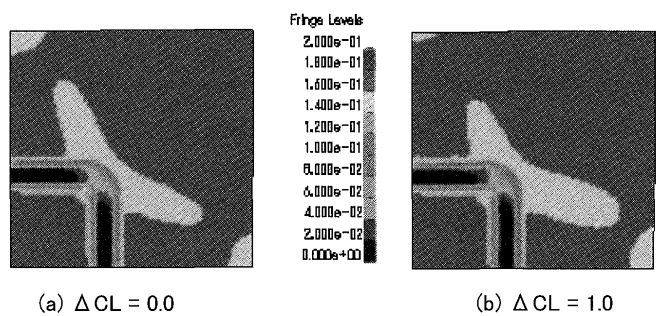 Fringe Levels
2.000e-01
1.800e-01
1.600e-01
1.400e-01
1.200e-01
1.000e-01
8.000e-02
6.000e-02
4.000e-02
2.000e-02
0.000e+00
(a) Δ CL = 0.0
(b) Δ CL = 1.0